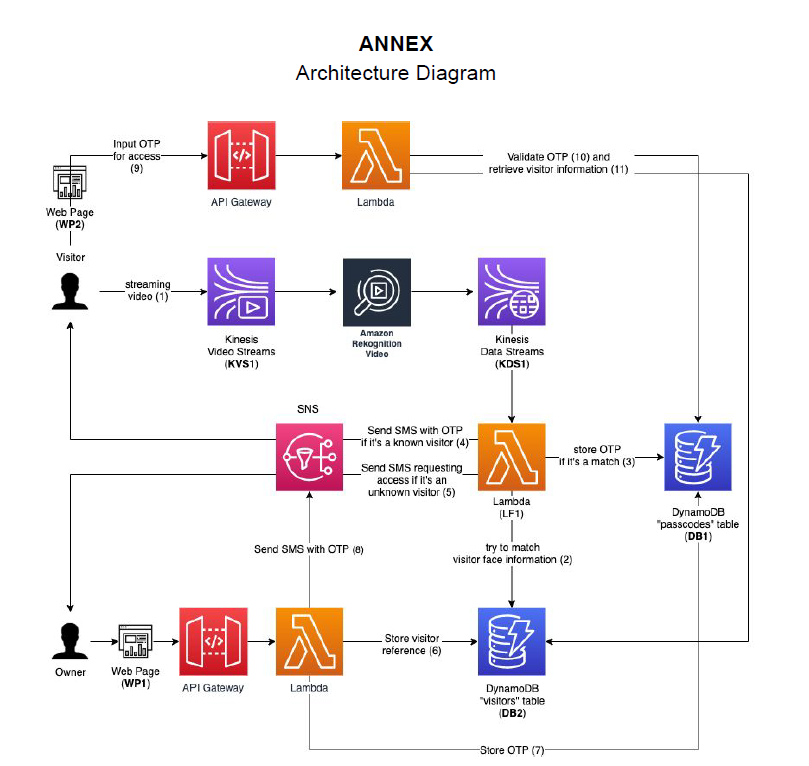 ANNEX
Architecture Diagram
Input OTP
for access
(9)
Validate OTP (10) and
retrieve visitor information (11)
API Gateway
Lambda
Web Page
(WP2)
Visitor
streaming
video (1)
Kinesis
Video Streams
(KVS1)
Amazon
Rekognition
Video
Kinesis
Data Streams
(KDS1)
SNS
Send SMS with OTP
if it's a known visitor (4)
Send SMS requesting
access if it's an
unknown visitor (5)
store OTP
if it's a match (3)
Lambda
(LF1)
DynamoDB
"passcodes" table
(DB1)
Send SMS with OTP (8)
try to match
visitor face information (2)
Store visitor
reference (6)
Owner
Web Page
(WP1)
API Gateway
Lambda
DynamoDB
"visitors" table
(DB2)
Store OTP (7)